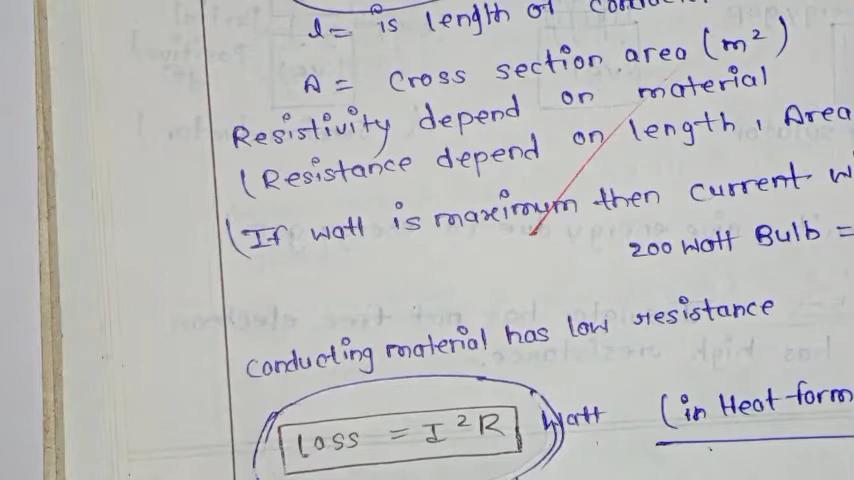 l = is length of
A = cross section area (m²)
Resistivity depend on material
(Resistance depend on length, Area
(If watt is maximum then current
200 watt Bulb =
conducting material has low resistance
Loss = I²R watt (in Heat form